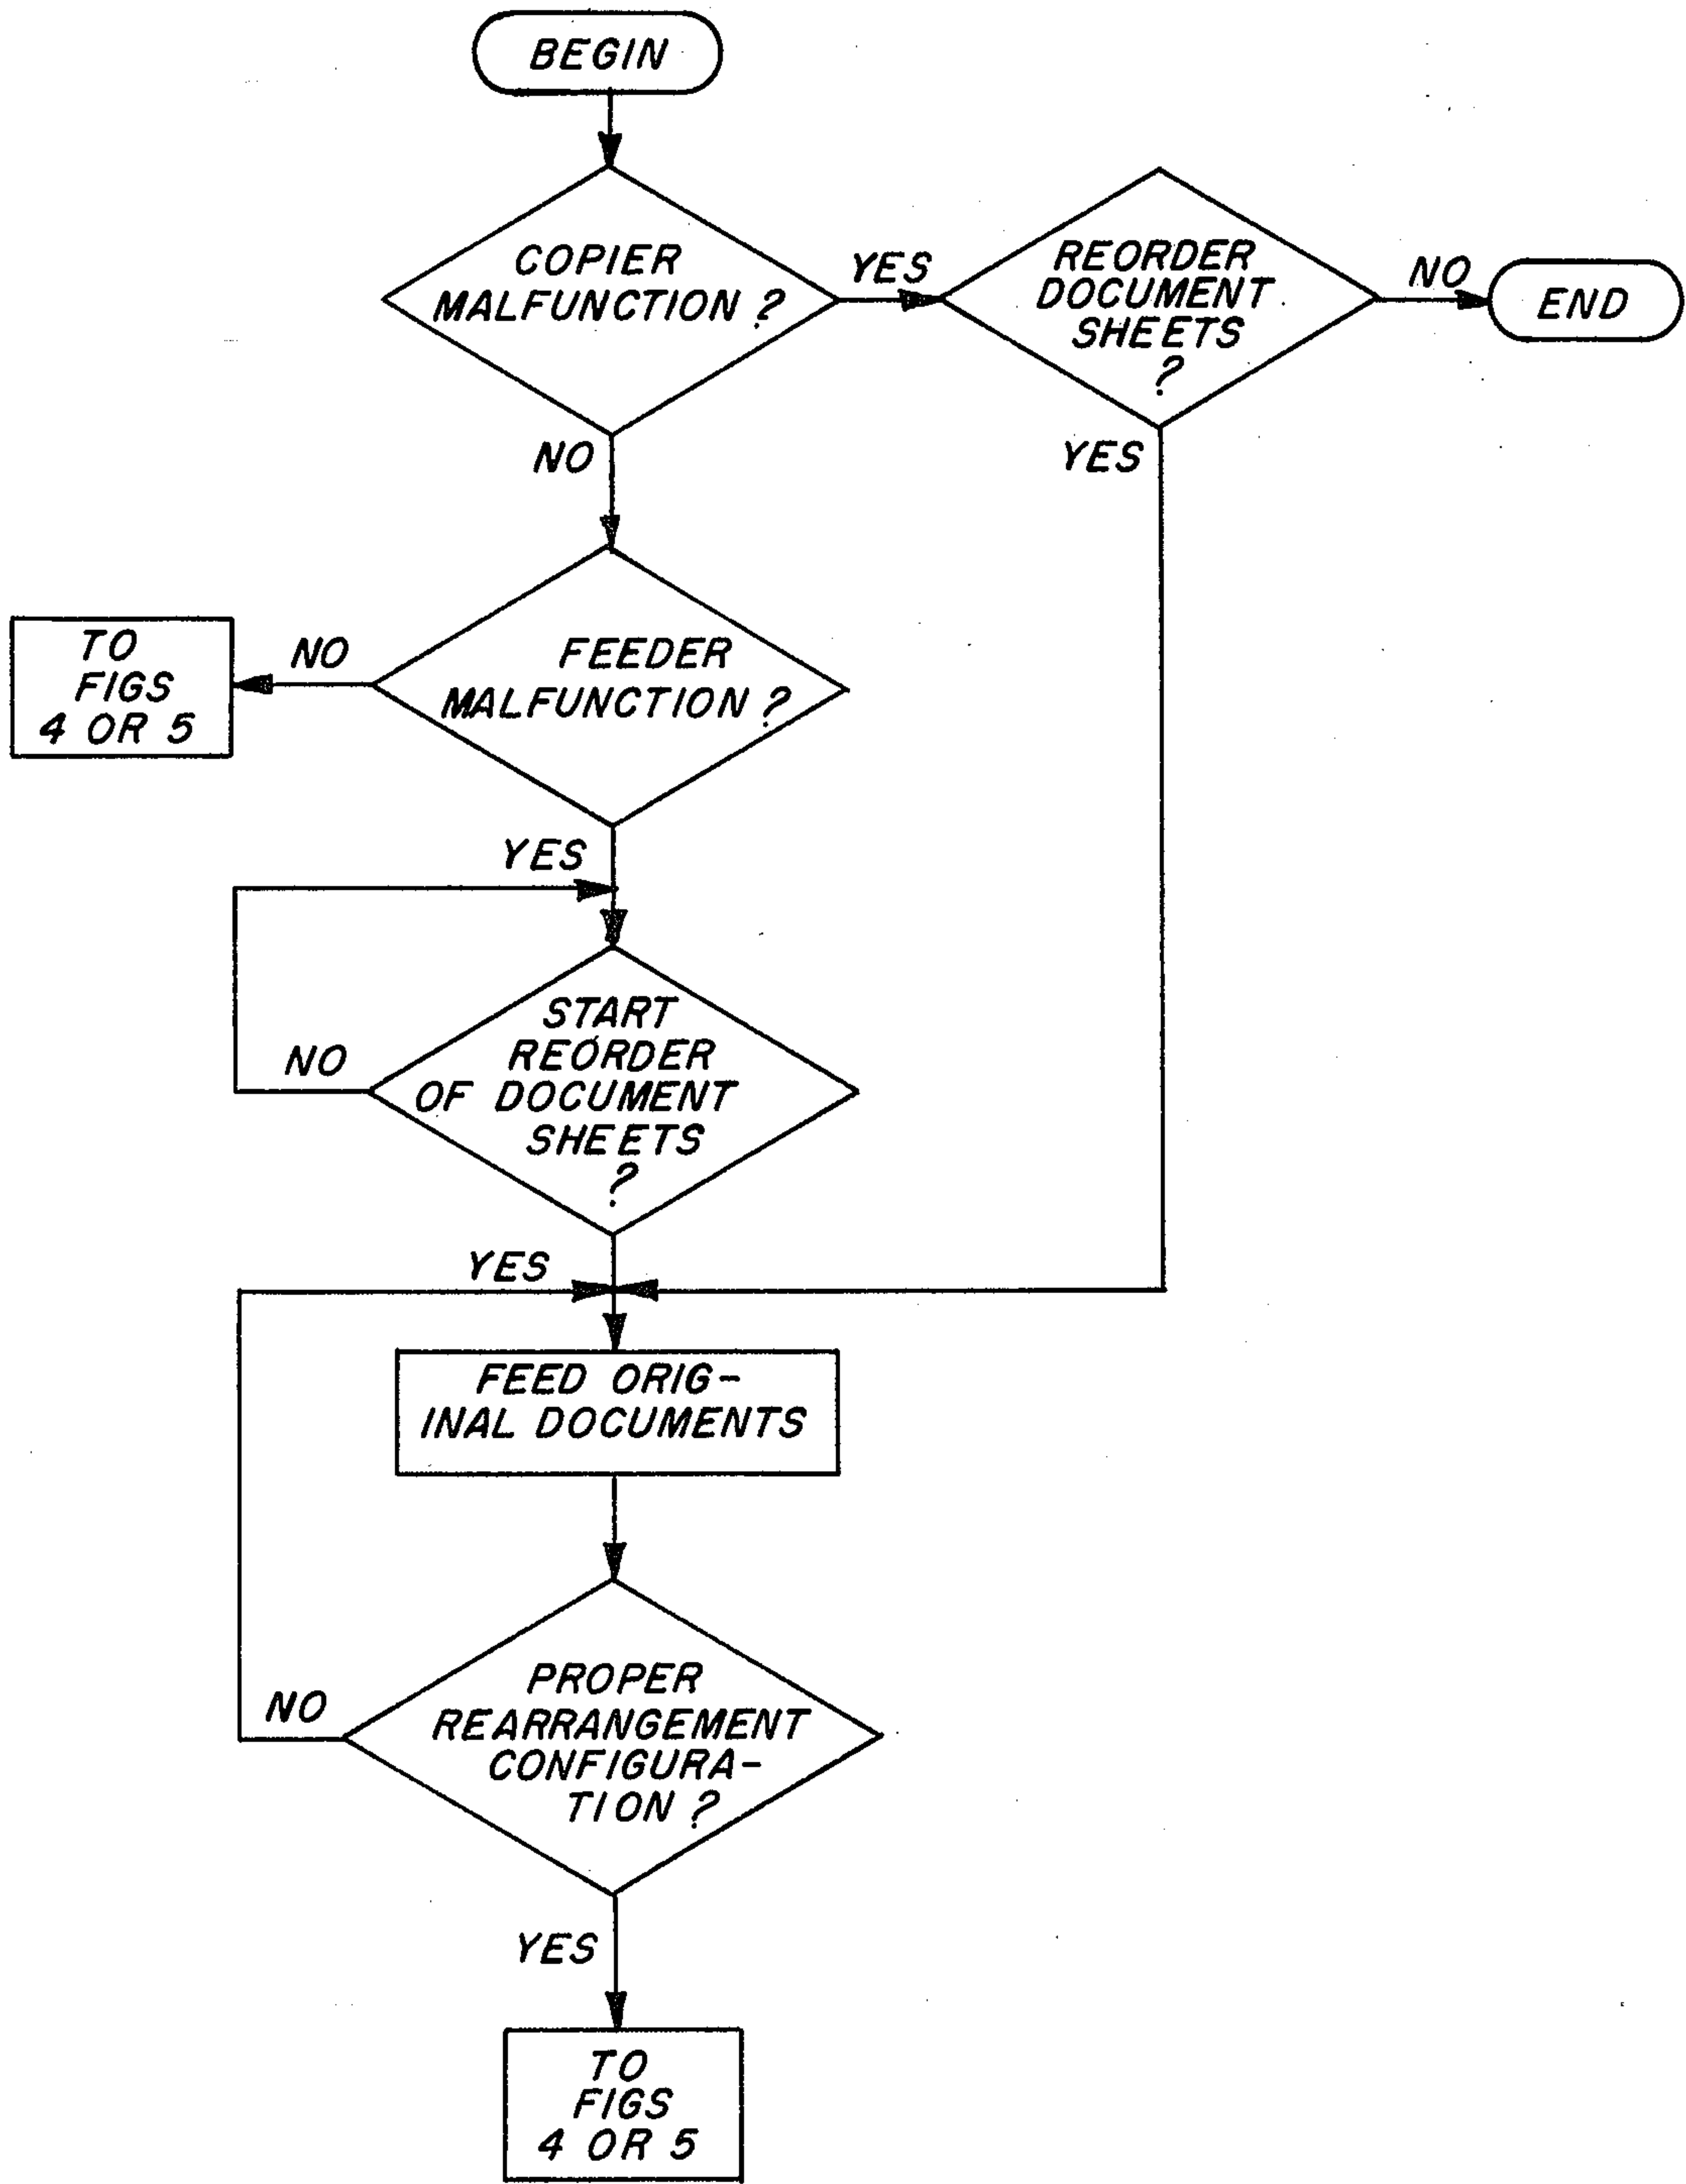 BEGIN
COPIER
MALFUNCTION ?
YES
REORDER
DOCUMENT
SHEETS
?
NO
END
NO
YES
FEEDER
MALFUNCTION ?
NO
TO
FIGS
4 OR 5
YES
START
REORDER
OF DOCUMENT
SHEETS
?
NO
YES
FEED ORIG-
INAL DOCUMENTS
PROPER
REARRANGEMENT
CONFIGURA-
TION ?
NO
YES
TO
FIGS
4 OR 5